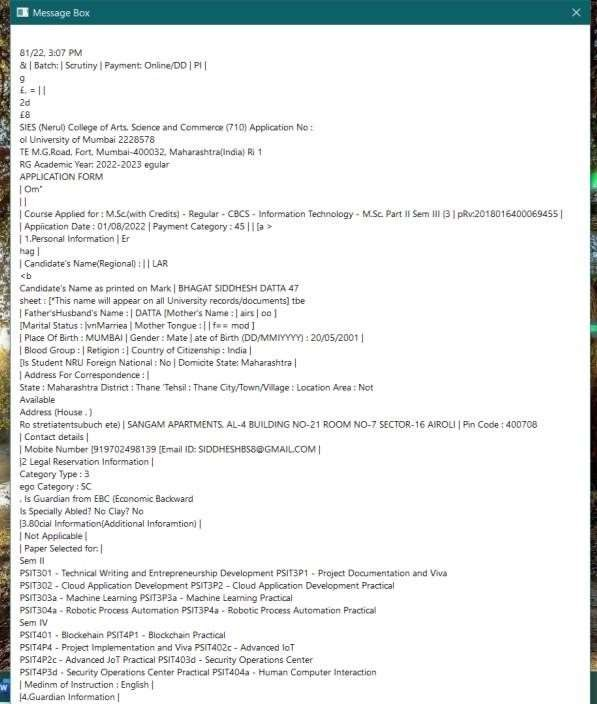 Message Box
81/22, 3:07 PM
& | Batch: | Scrutiny | Payment: Online/DD | PI |
g
£. = | |
2d
£8
SIES (Nerul) College of Arts, Science and Commerce (710) Application No :
ol University of Mumbai 2228578
TE M.G.Road, Fort, Mumbai-400032, Maharashtra(India) Ri 1
RG Academic Year: 2022-2023 egular
APPLICATION FORM
| Om"
| |
| Course Applied for : M.Sc.(with Credits) - Regular - CBCS - Information Technology - M.Sc. Part II Sem III [3 | pRv:2018016400069455 |
| Appiication Date : 01/08/2022 | Payment Category : 45 | | [a >
| 1.Personal Information | Er
hag |
| Candidate's Name(Regional) : | | LAR
<b
Candidate's Name as printed on Mark | BHAGAT SIDDHESH DATTA 47
sheet : [*This name will appear on all University records/documents] tbe
| Father'sHusband's Name : | DATTA [Mother's Name : | airs | oo ]
[Marital Status : |vnMarriea | Mother Tongue : | | f== mod ]
| Place Of Birth : MUMBAI | Gender : Mate | ate of Birth (DD/MMIYYYY) : 20/05/2001 |
| Blood Group : | Retigion : | Country of Citizenship : India |
[Is Student NRU Foreign National : No | Domicite State: Maharashtra |
| Address For Correspondence : |
State : Maharashtra District : Thane 'Tehsil : Thane City/Town/Village : Location Area : Not
Available
Address (House . )
Ro stretiatentsubuch ete) | SANGAM APARTMENTS. AL-4 BUILDING NO-21 ROOM NO-7 SECTOR-16 AIROLI | Pin Code : 400708
| Contact details |
| Mobite Number [919702498139 [Email ID: SIDDHESHBS8@GMAIL.COM |
|2 Legal Reservation Information |
Category Type : 3
ego Category : SC
. Is Guardian from EBC (Economic Backward
Is Specially Abled? No Clay? No
|3.80cial Information(Additional Inforamtion) |
| Not Applicable |
| Paper Selected for: |
Sem II
PSIT301 - Technical Writing and Entrepreneurship Development PSIT3P1 - Project Documentation and Viva
PSIT302 - Cloud Application Development PSIT3P2 - Cloud Application Development Practical
PSIT303a - Machine Learning PSIT3P3a - Machine Learning Practical
PSIT304a - Robotic Process Automation PSIT3P4a - Robotic Process Automation Practical
Sem IV
PSIT401 - Blockehain PSIT4P1 - Blockchain Practical
PSIT4P4 - Project Implementation and Viva PSIT402c - Advanced IoT
PSIT4P2c - Advanced JoT Practical PSIT403d - Security Operations Center
PSIT4P3d - Security Operations Center Practical PSIT404a - Human Computer Interaction
| Medinm of Instruction : English |
|4.Guardian Information |